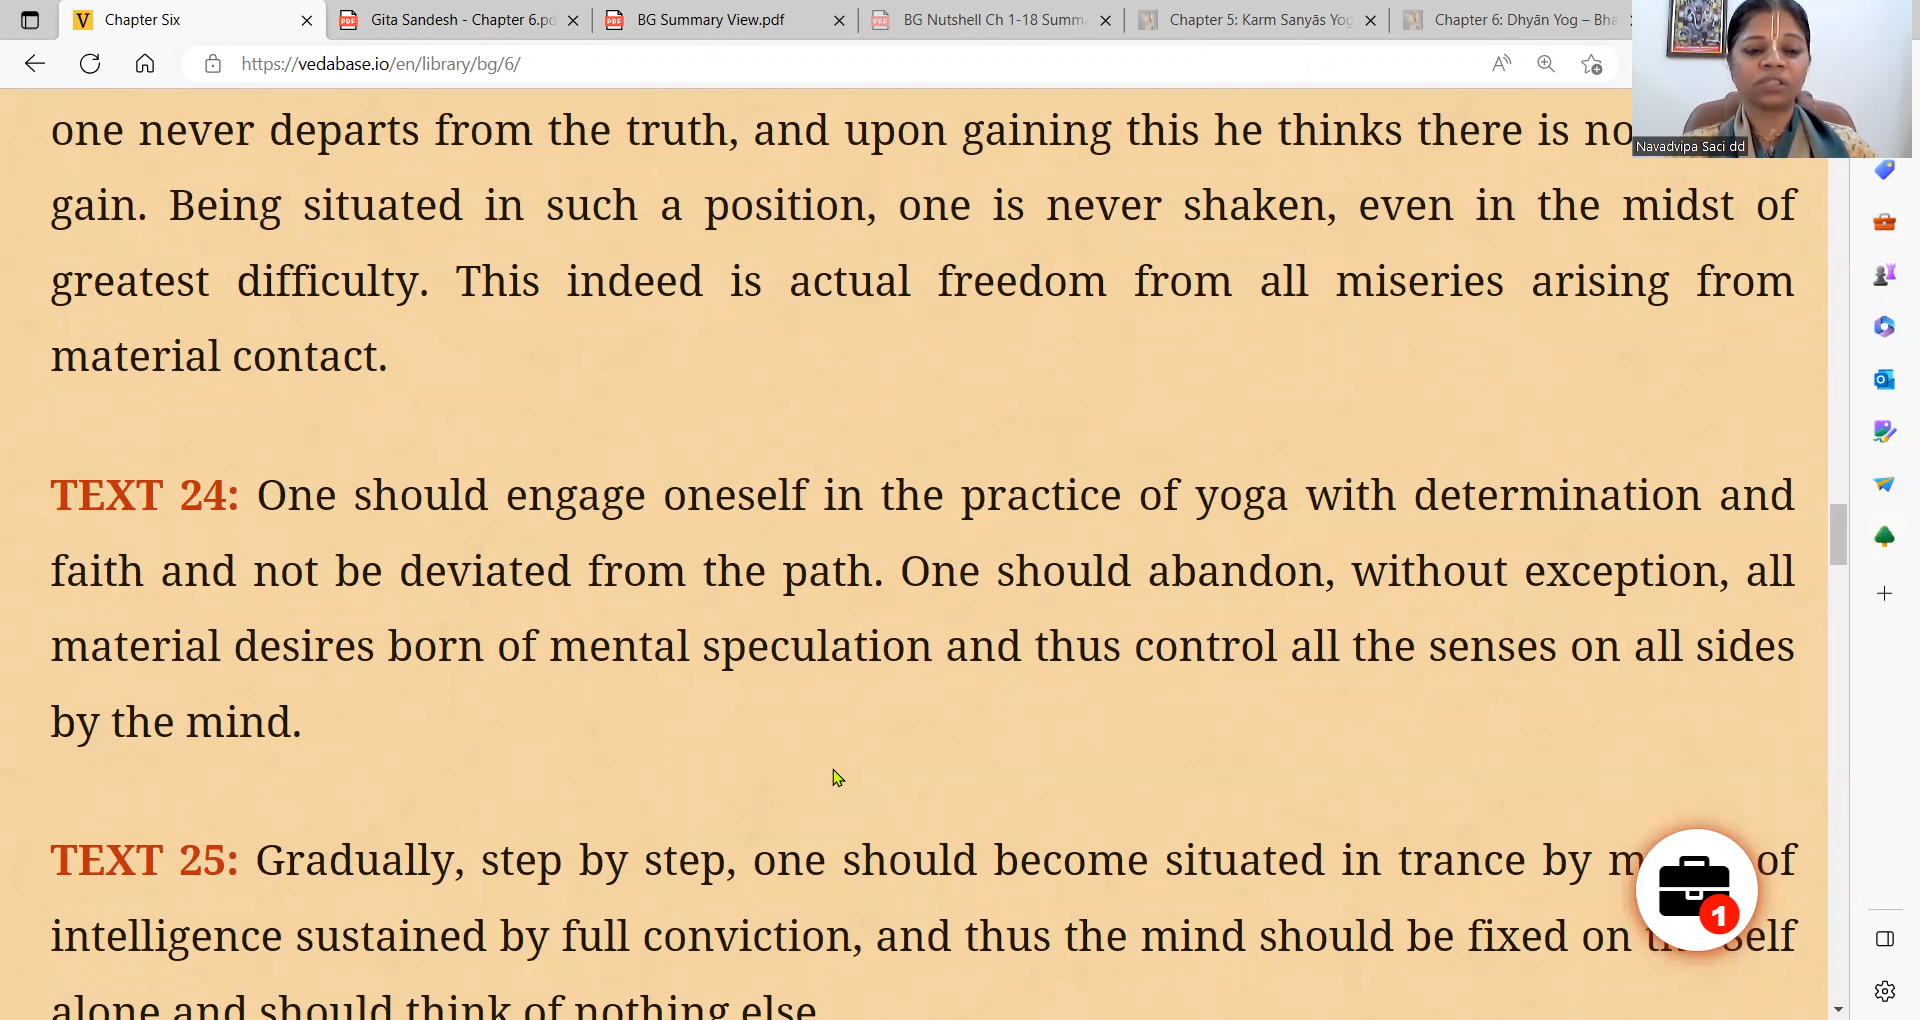 Chapter Six
Gita Sandesh - Chapter 6.pd
BG Summary View.pdf
BG Nutshell Ch 1-18 Summ
Chapter 5: Karm Sanyās Yog
Chapter 6: Dhyān Yog – Bha
https://vedabase.io/en/library/bg/6/
Navadvipa Saci dd
one never departs from the truth, and upon gaining this he thinks there is no
gain. Being situated in such a position, one is never shaken, even in the midst of
greatest difficulty. This indeed is actual freedom from all miseries arising from
material contact.
TEXT 24: One should engage oneself in the practice of yoga with determination and
faith and not be deviated from the path. One should abandon, without exception, all
material desires born of mental speculation and thus control all the senses on all sides
by the mind.
TEXT 25: Gradually, step by step, one should become situated in trance by m of
intelligence sustained by full conviction, and thus the mind should be fixed on self
alone and should think of nothing else
1